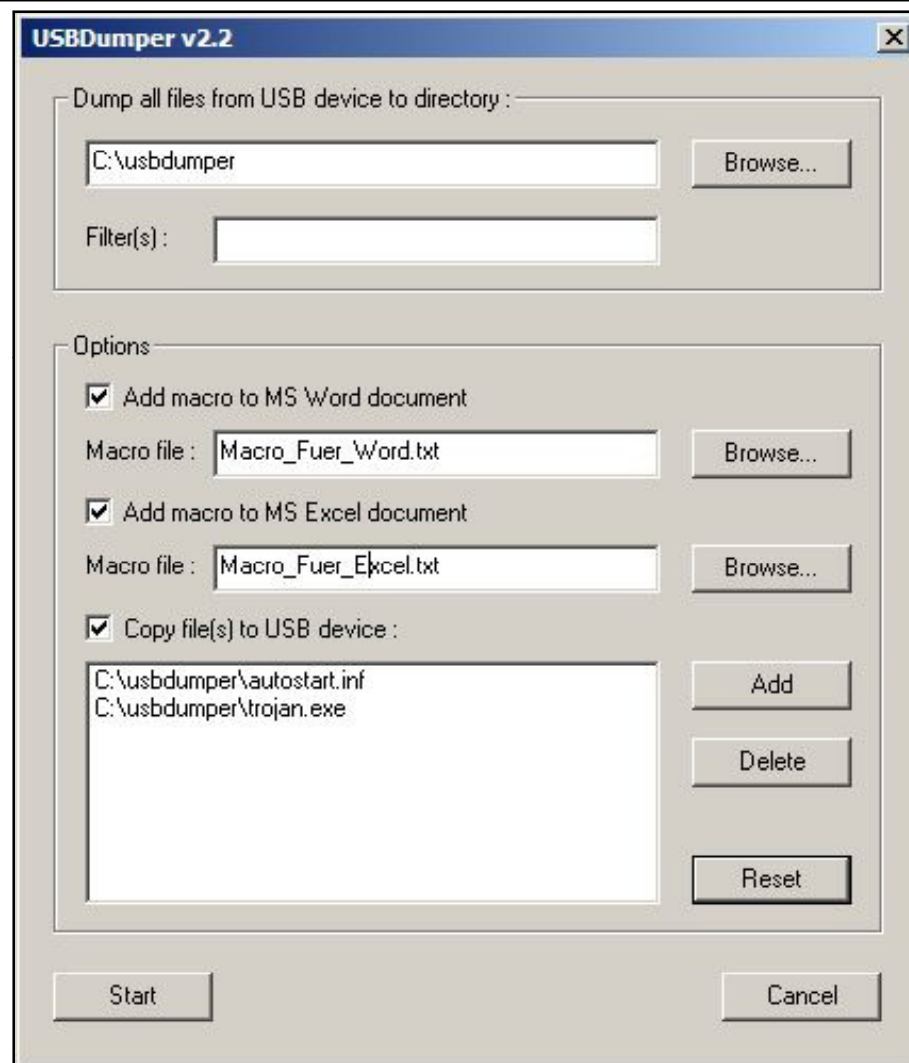 USBDumper v2.2
Dump all files from USB device to directory :
C:\usbdumper
Browse...
Filter(s) :
Options
Add macro to MS Word document
Macro file : Macro_Fuer_Word.txt
Browse...
Add macro to MS Excel document
Macro file : Macro_Fuer_Excel.txt
Browse...
Copy file(s) to USB device :
C:\usbdumper\autostart.inf
C:\usbdumper\trojan.exe
Add
Delete
Reset
Start
Cancel